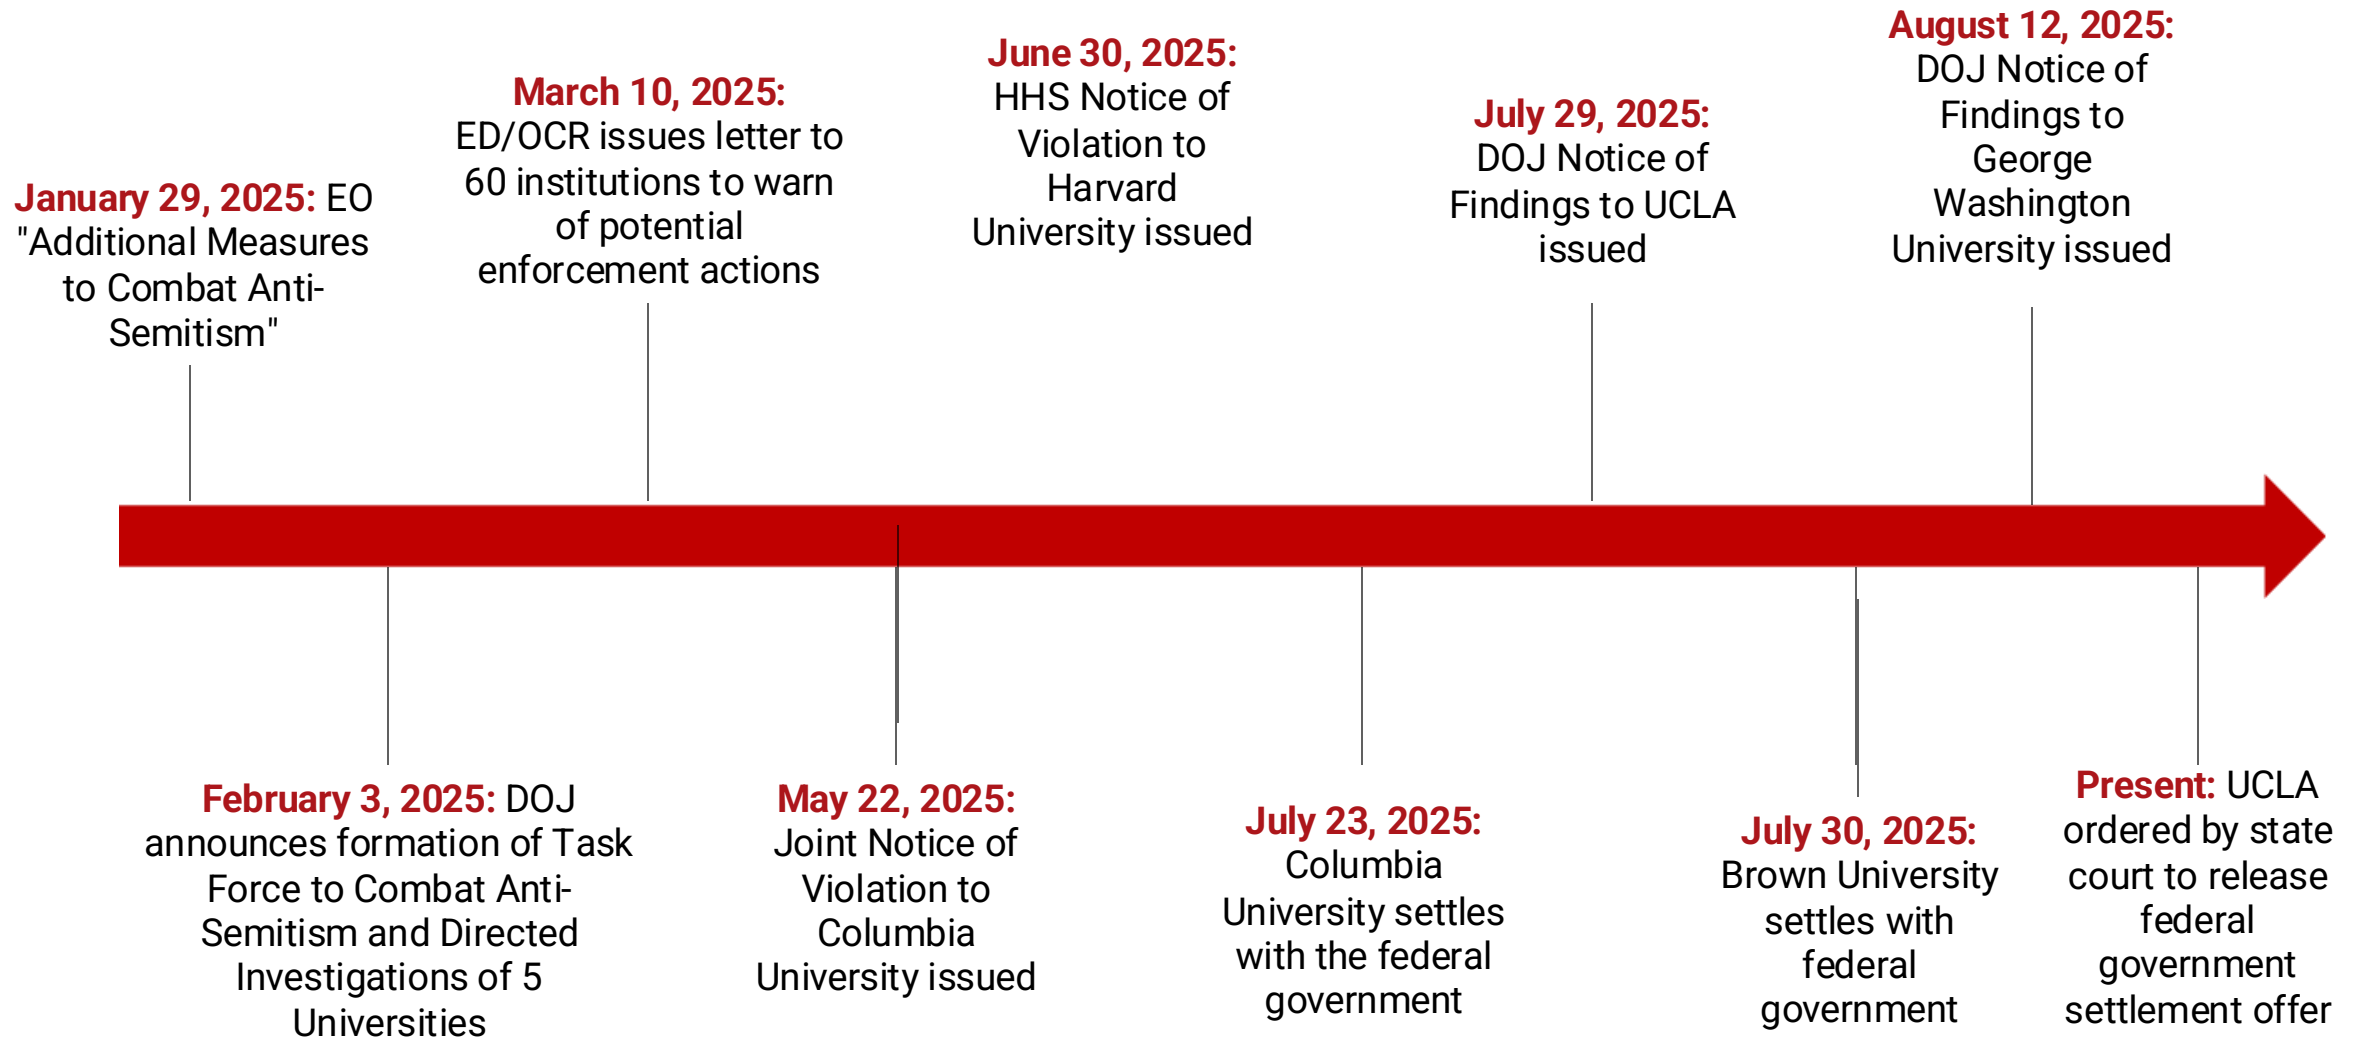 January 29, 2025: EO
"Additional Measures
to Combat Anti-
Semitism"
March 10, 2025:
ED/OCR issues letter to
60 institutions to warn
of potential
enforcement actions
June 30, 2025:
HHS Notice of
Violation to
Harvard
University issued
July 29, 2025:
DOJ Notice of
Findings to UCLA
issued
August 12, 2025:
DOJ Notice of
Findings to
George
Washington
University issued
February 3, 2025: DOJ
announces formation of Task
Force to Combat Anti-
Semitism and Directed
Investigations of 5
Universities
May 22, 2025:
Joint Notice of
Violation to
Columbia
University issued
July 23, 2025:
Columbia
University settles
with the federal
government
July 30, 2025:
Brown University
settles with
federal
government
Present: UCLA
ordered by state
court to release
federal
government
settlement offer